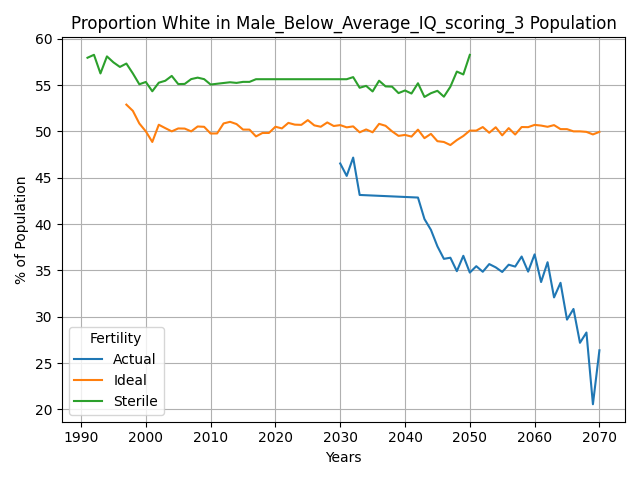 Proportion White in Male_Below_Average_IQ_scoring_3 Population
60
55
50
45
40
35
30
25
20
% of Population
Fertility
Actual
Ideal
Sterile
1990 2000 2010 2020 2030 2040 2050 2060 2070
Years